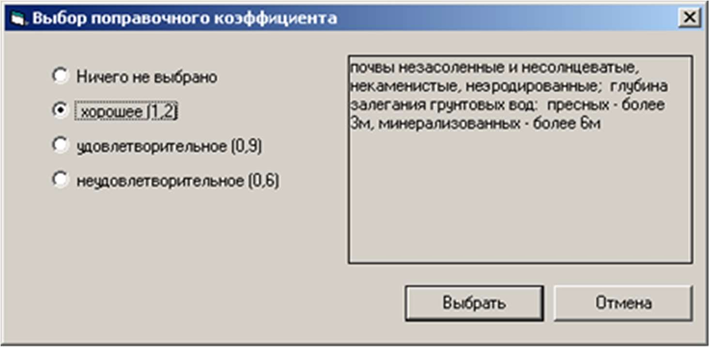 Выбор поправочного коэффициента
Ничего не выбрано
хорошее (1,2)
удовлетворительное (0,9)
неудовлетворительное (0,6)
почвы незасоленные и несолнцеватые,
некаменистые, неэродированные; глубина
залегания грунтовых вод: пресных - более
3м, минерализованных - более 6м
Выбрать
Отмена